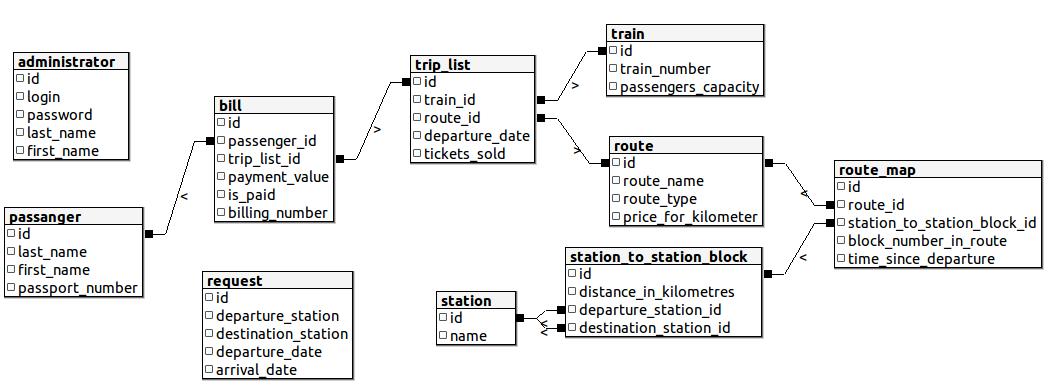 administrator
id
login
password
last_name
first_name
passanger
id
last_name
first_name
passport_number
bill
id
passenger_id
trip_list_id
payment_value
is_paid
billing_number
request
id
departure_station
destination_station
departure_date
arrival_date
trip_list
id
train_id
route_id
departure_date
tickets_sold
station
id
name
train
id
train_number
passengers_capacity
route
id
route_name
route_type
price_for_kilometer
station_to_station_block
id
distance_in_kilometres
departure_station_id
destination_station_id
route_map
id
route_id
station_to_station_block_id
block_number_in_route
time_since_departure